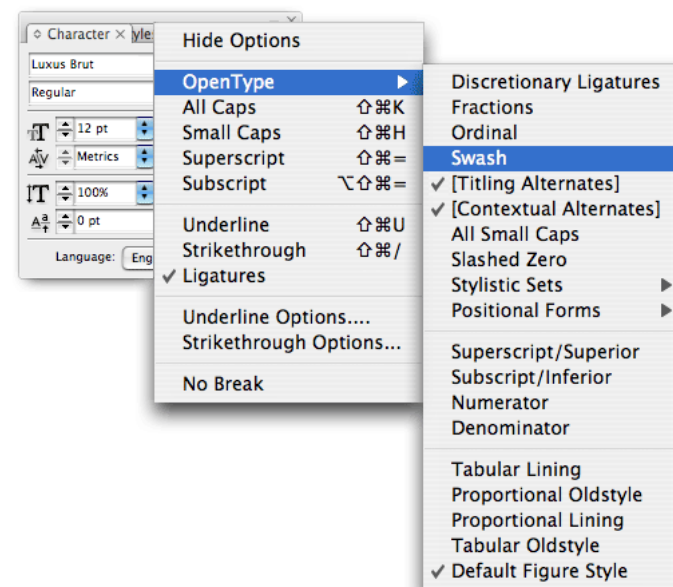 Character × yle
Luxus Brut
Regular
12 pt
Metrics
100%
0 pt
Language: Eng
Hide Options
OpenType
All Caps ⇧⌘K
Small Caps ⇧⌘H
Superscript ⇧⌘=
Subscript ⌥⇧⌘=
Underline ⇧⌘U
Strikethrough ⇧⌘/
✓ Ligatures
Underline Options....
Strikethrough Options...
No Break
Discretionary Ligatures
Fractions
Ordinal
Swash
✓ [Titling Alternates]
✓ [Contextual Alternates]
All Small Caps
Slashed Zero
Stylistic Sets
Positional Forms
Superscript/Superior
Subscript/Inferior
Numerator
Denominator
Tabular Lining
Proportional Oldstyle
Proportional Lining
Tabular Oldstyle
✓ Default Figure Style